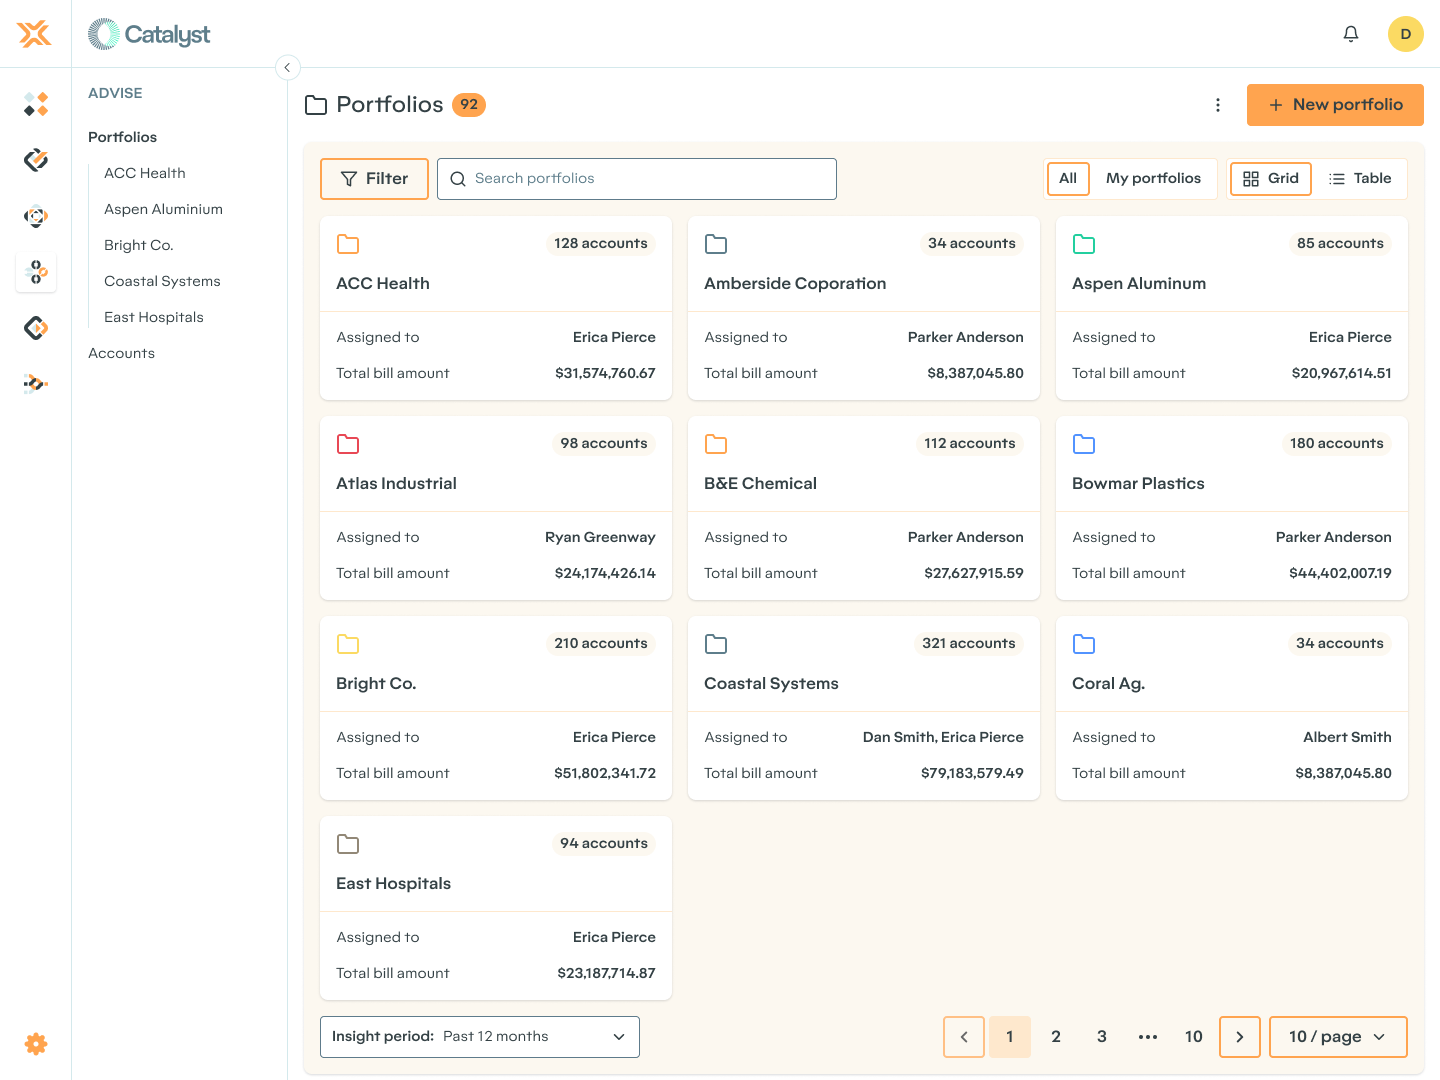 Catalyst
D
ADVISE
Portfolios
ACC Health
Aspen Aluminium
Bright Co.
Coastal Systems
East Hospitals
Accounts
Portfolios 92
New portfolio
Filter
Search portfolios
All My portfolios
Grid Table
128 accounts
ACC Health
Assigned to Erica Pierce
Total bill amount $31,574,760.67
34 accounts
Amberside Coporation
Assigned to Parker Anderson
Total bill amount $8,387,045.80
85 accounts
Aspen Aluminum
Assigned to Erica Pierce
Total bill amount $20,967,614.51
98 accounts
Atlas Industrial
Assigned to Ryan Greenway
Total bill amount $24,174,426.14
112 accounts
B&E Chemical
Assigned to Parker Anderson
Total bill amount $27,627,915.59
180 accounts
Bowmar Plastics
Assigned to Parker Anderson
Total bill amount $44,402,007.19
210 accounts
Bright Co.
Assigned to Erica Pierce
Total bill amount $51,802,341.72
321 accounts
Coastal Systems
Assigned to Dan Smith, Erica Pierce
Total bill amount $79,183,579.49
34 accounts
Coral Ag.
Assigned to Albert Smith
Total bill amount $8,387,045.80
94 accounts
East Hospitals
Assigned to Erica Pierce
Total bill amount $23,187,714.87
Insight period: Past 12 months
1 2 3 ••• 10
10 / page